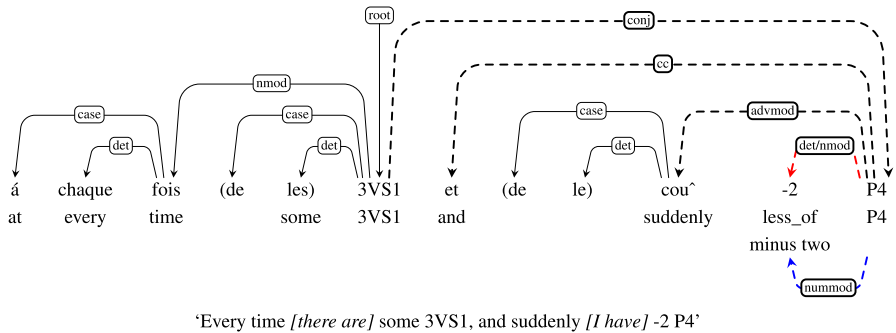 root
conj
cc
nmod
case
case
case
advmod
det
det
det
det/nmod
á chaque fois (de les) 3VS1 et (de le) couˆ -2 P4
at every time some 3VS1 and suddenly less_of P4
minus two
nummod
‘Every time [there are] some 3VS1, and suddenly [I have] -2 P4’